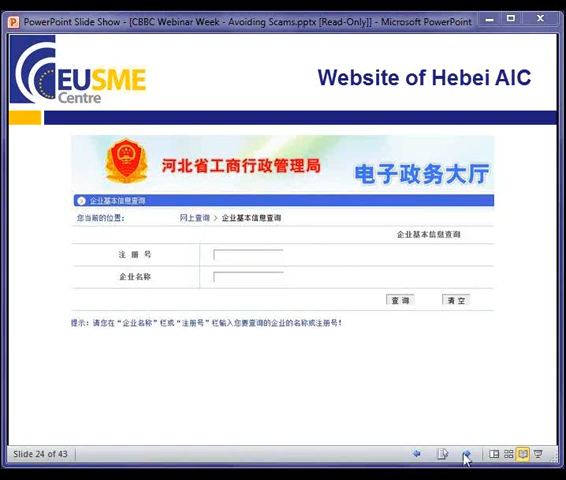 PowerPoint Slide Show - [CBBC Webinar Week - Avoiding Scams.pptx [Read-Only]] - Microsoft PowerPoint
EUSME
Centre
Website of Hebei AIC
河北省工商行政管理局
电子政务大厅
企业基本信息查询
您当前的位置: 网上查询 > 企业基本信息查询
企业基本信息查询
注 册 号
企业名称
查 询 清 空
提示: 请您在“企业名称”栏或“注册号”栏输入您要查询的企业的名称或注册号!
Slide 24 of 43